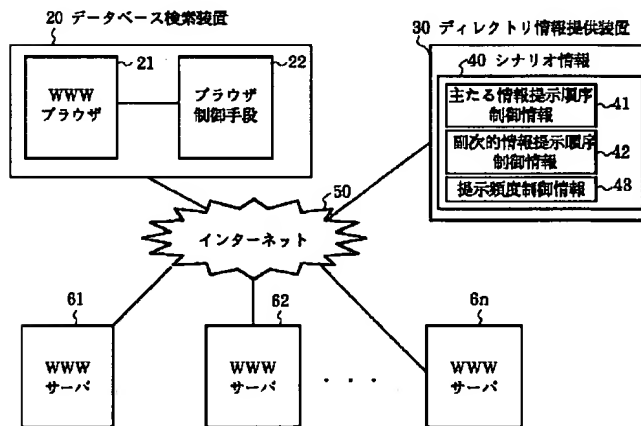 20 データベース検索装置
21
22
WWW
ブラウザ
ブラウザ
制御手段
30 ディレクトリ情報提供装置
40 シナリオ情報
主たる情報提示順序
制御情報
41
副次的情報提示順序
制御情報
42
提示頻度制御情報
43
50
インターネット
61
WWW
サーバ
62
WWW
サーバ
・・・
6n
WWW
サーバ